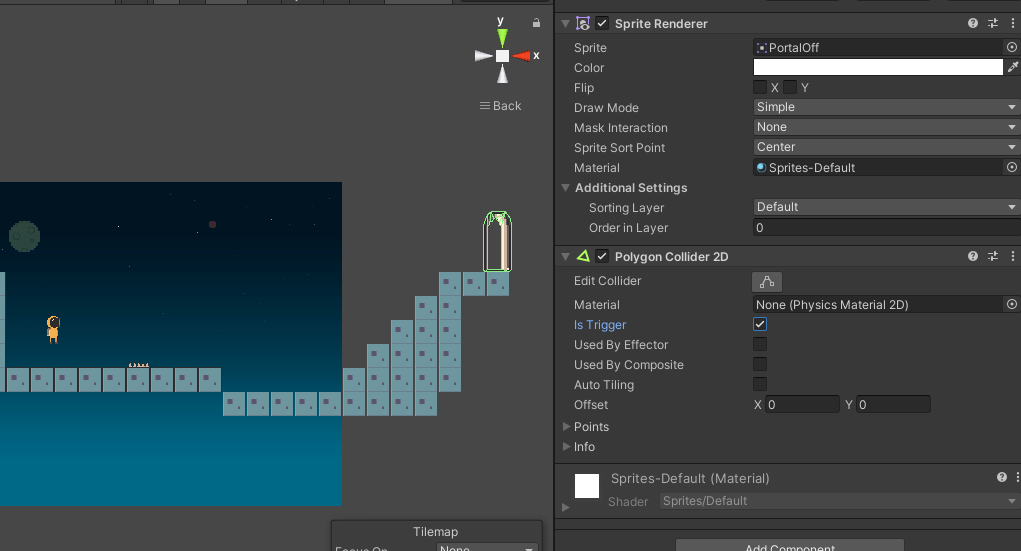 y
x
Back
Tilemap
Focus On
None
Sprite Renderer
Sprite
PortalOff
Color
Flip
X
Y
Draw Mode
Simple
Mask Interaction
None
Sprite Sort Point
Center
Material
Sprites-Default
Additional Settings
Sorting Layer
Default
Order in Layer
0
Polygon Collider 2D
Edit Collider
Material
None (Physics Material 2D)
Is Trigger
Used By Effector
Used By Composite
Auto Tiling
Offset
X 0
Y 0
Points
Info
Sprites-Default (Material)
Shader
Sprites/Default
Add Component